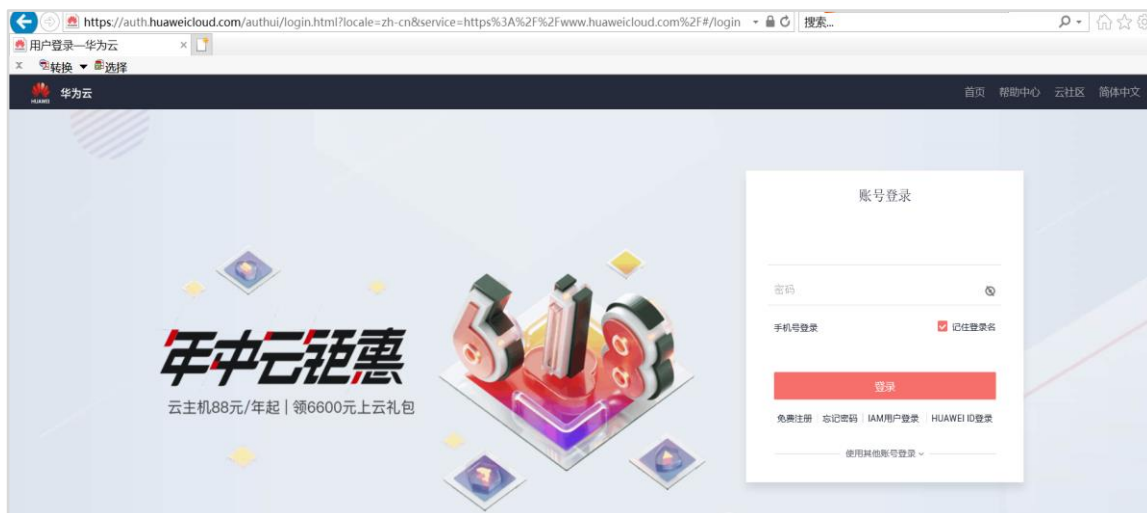 https://auth.huaweicloud.com/authui/login.html?locale=zh-cn&service=https%3A%2F%2Fwww.huaweicloud.com%2F#/login 搜索...
用户登录—华为云 ×
x 转换 ▼ 选择
HUAWEI 华为云 首页 帮助中心 云社区 简体中文
账号登录
密码
手机号登录 记住登录名
登录
免费注册 忘记密码 IAM用户登录 HUAWEI ID登录
使用其他账号登录
618
年中云钜惠
云主机88元/年起 | 领6600元上云礼包